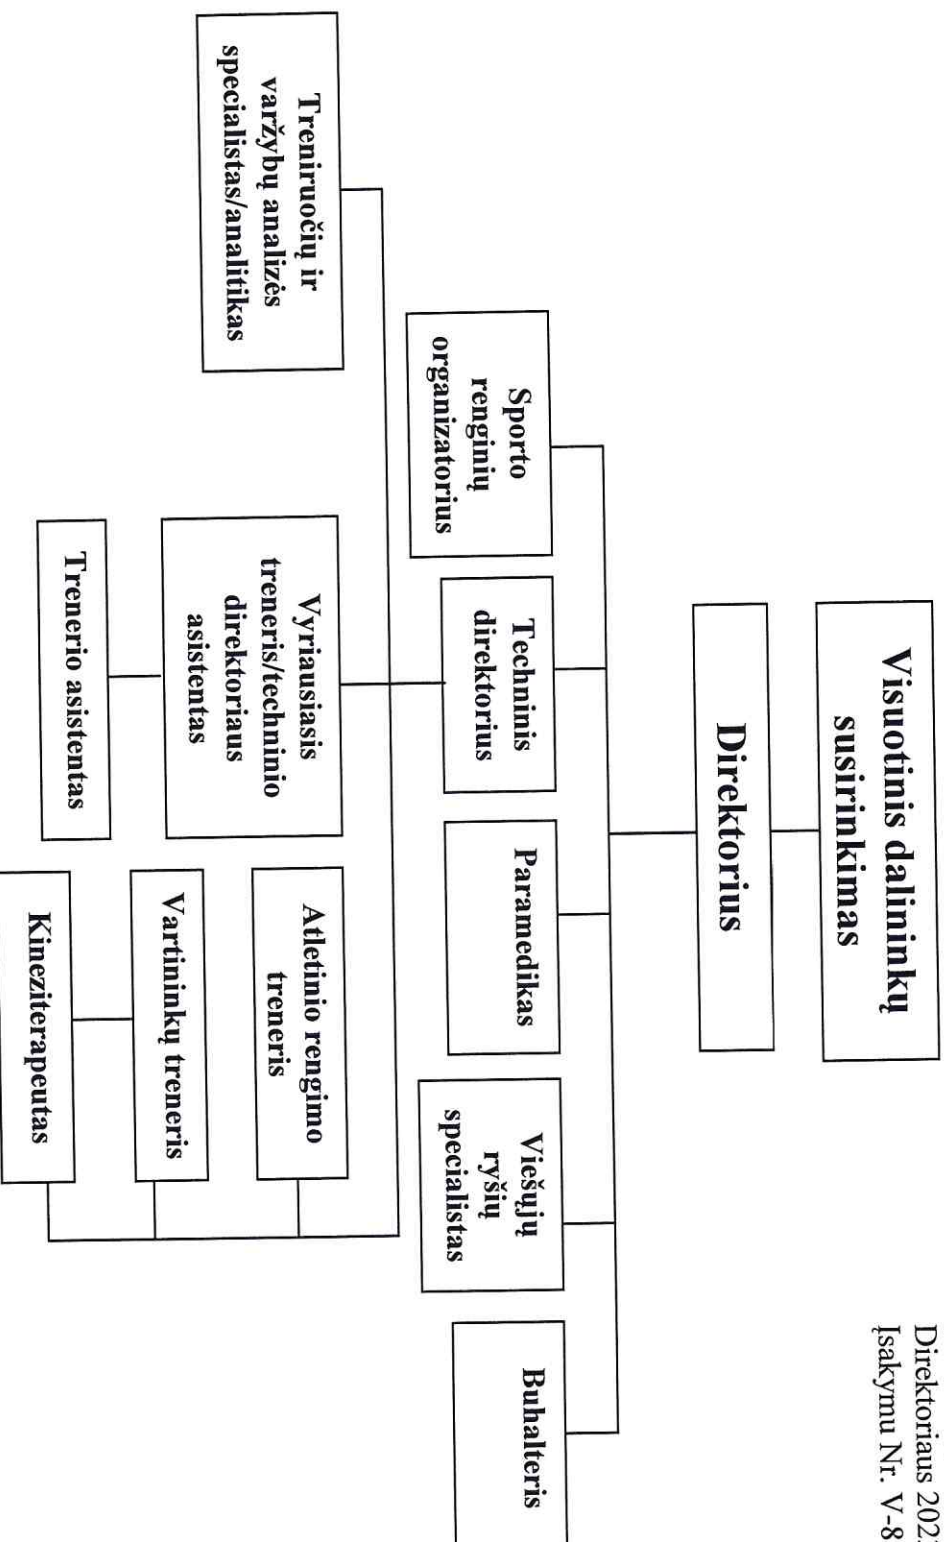 Direktoriaus 202
Įsakymu Nr. V-8
Visuotinis dalininkų
susirinkimas
Direktorius
Sporto
renginių
organizatorius
Techninis
direktorius
Paramedikas
Viešųjų
ryšių
specialistas
Buhalteris
Treniruočių ir
varžybų analizės
specialistas/analitikas
Vyriausiasis
treneris/techninio
direktoriaus
asistentas
Atletinio rengimo
treneris
Vartininkų treneris
Trenerio asistentas
Kineziterapeutas